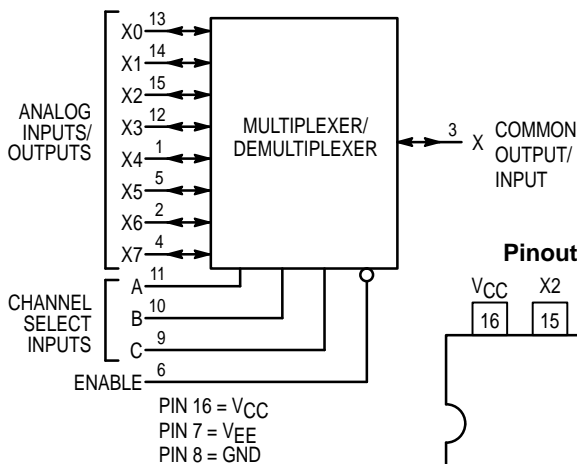 X0 13
X1 14
X2 15
X3 12
X4 1
X5 5
X6 2
X7 4
ANALOG
INPUTS/
OUTPUTS
MULTIPLEXER/
DEMULTIPLEXER
3 X
COMMON
OUTPUT/
INPUT
A 11
B 10
C 9
CHANNEL
SELECT
INPUTS
ENABLE 6
PIN 16 = VCC
PIN 7 = VEE
PIN 8 = GND
Pinout
VCC X2
16 15